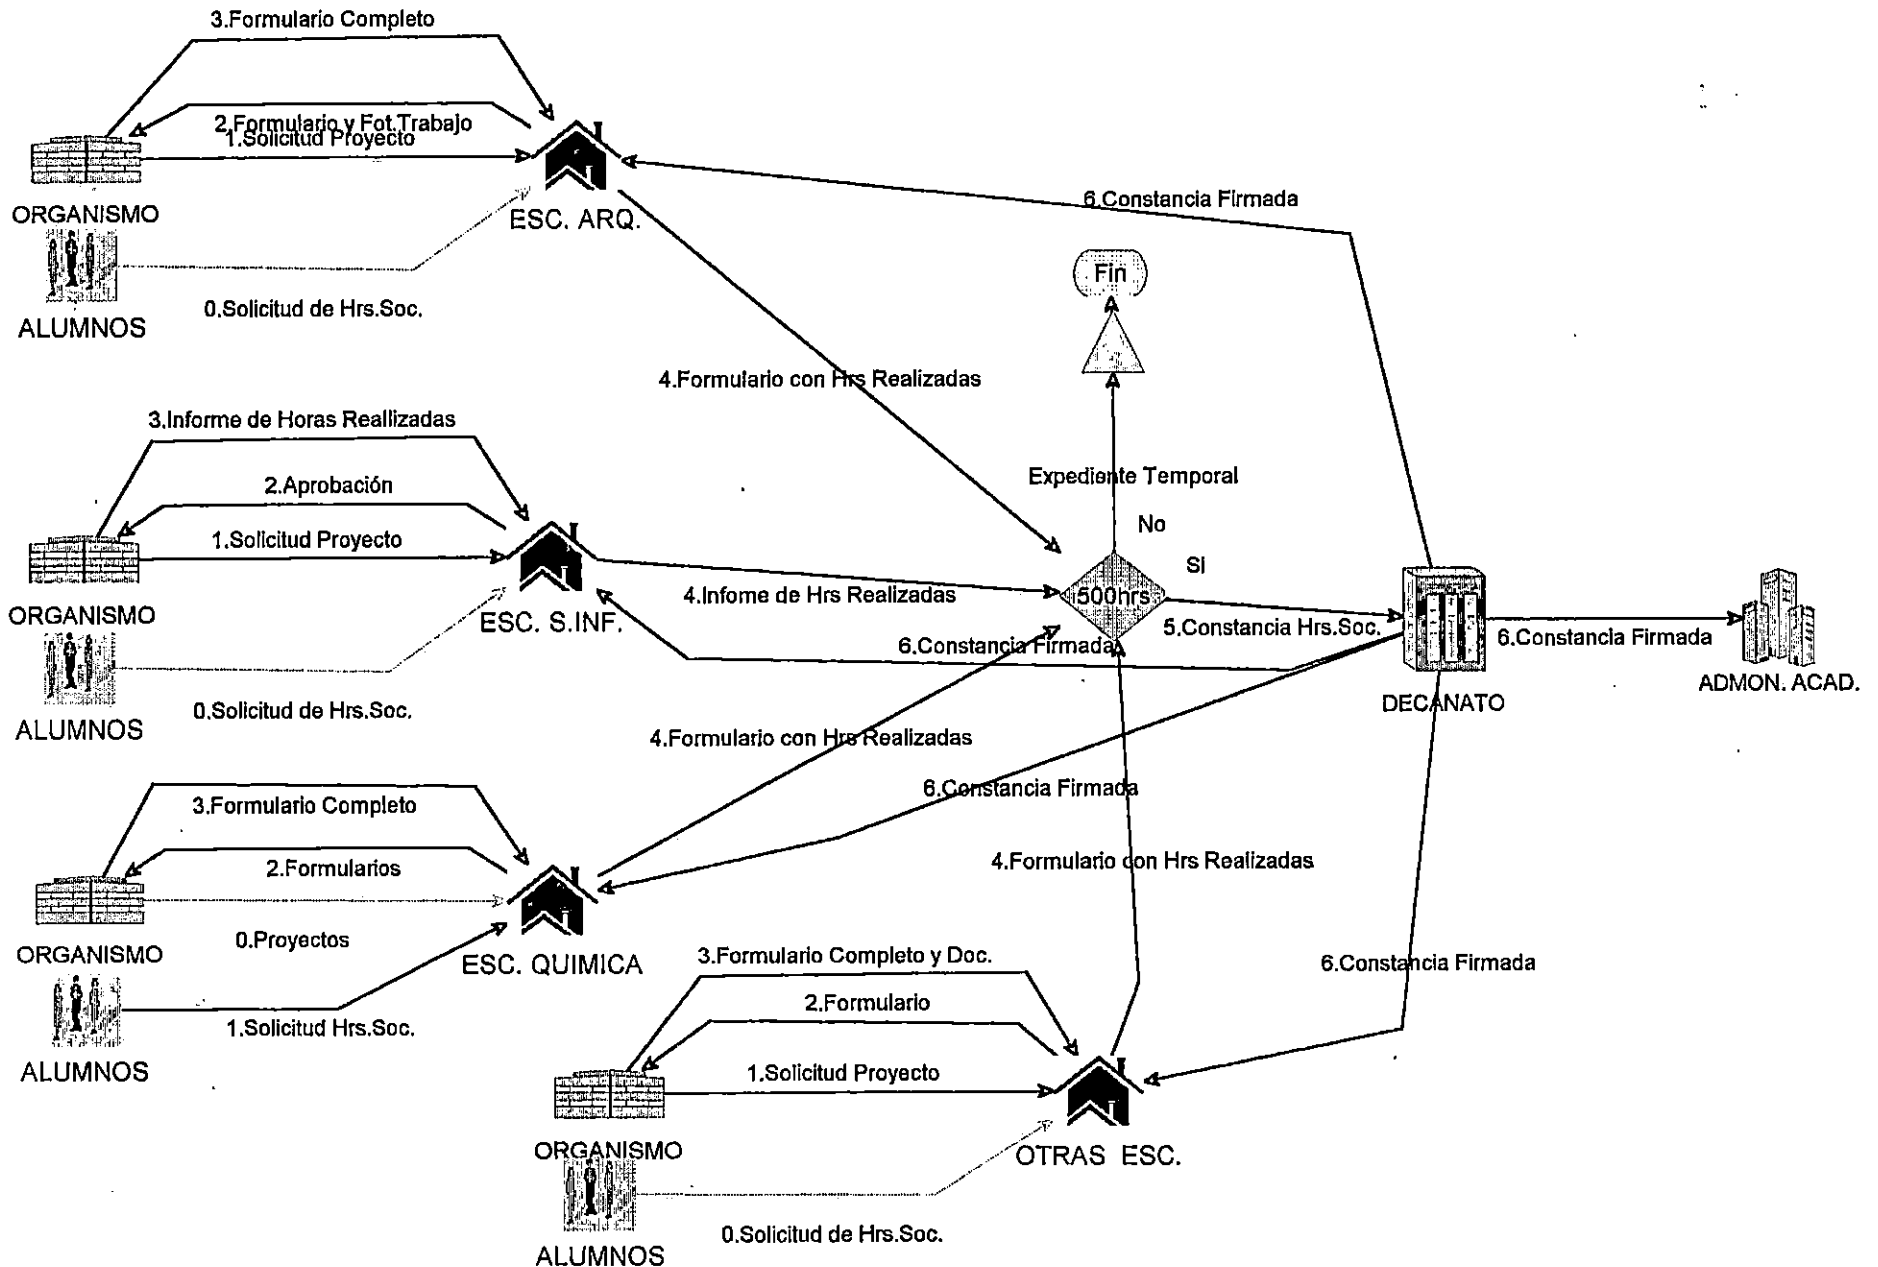 3.Formulario Completo
2.Formulario y Fot.Trabajo
1.Solicitud Proyecto
ORGANISMO
ESC. ARQ.
0.Solicitud de Hrs.Soc.
ALUMNOS
6.Constancia Firmada
Fin
4.Formulario con Hrs Realizadas
3.Informe de Horas Reallizadas
2.Aprobación
1.Solicitud Proyecto
ORGANISMO
ESC. S.INF.
0.Solicitud de Hrs.Soc.
ALUMNOS
Expediente Temporal
No
SI
500hrs
4.Infome de Hrs Realizadas
5.Constancia Hrs.Soc.
6.Constancia Firmada
6.Constancia Firmada
DECANATO
ADMON. ACAD.
4.Formulario con Hrs Realizadas
6.Constancia Firmada
3.Formulario Completo
2.Formularios
0.Proyectos
ORGANISMO
ESC. QUIMICA
1.Solicitud Hrs.Soc.
ALUMNOS
4.Formulario con Hrs Realizadas
6.Constancia Firmada
3.Formulario Completo y Doc.
2.Formulario
1.Solicitud Proyecto
ORGANISMO
OTRAS ESC.
0.Solicitud de Hrs.Soc.
ALUMNOS